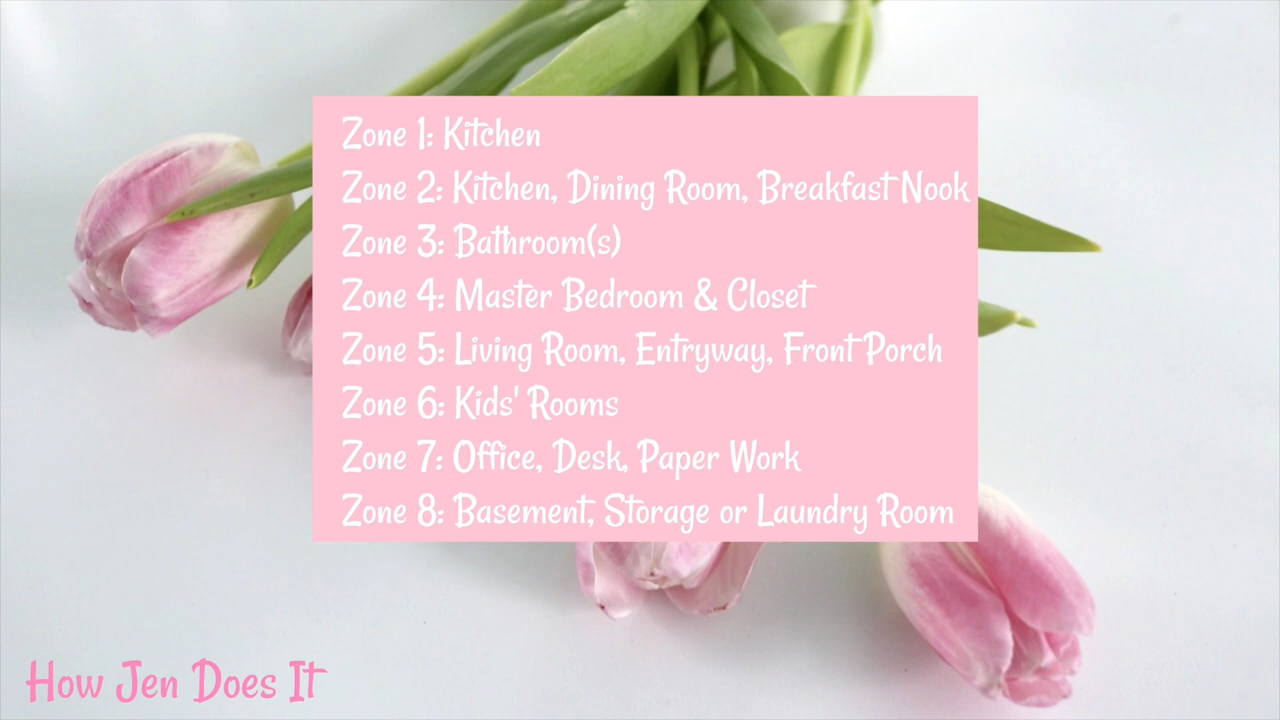 Zone 1: Kitchen
Zone 2: Kitchen, Dining Room, Breakfast Nook
Zone 3: Bathroom(s)
Zone 4: Master Bedroom & Closet
Zone 5: Living Room, Entryway, Front Porch
Zone 6: Kids' Rooms
Zone 7: Office, Desk, Paper Work
Zone 8: Basement, Storage or Laundry Room
How Jen Does It